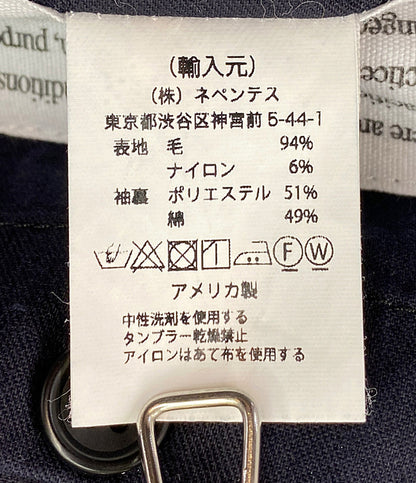 (輸入元)
(株) ネペンテス
東京都渋谷区神宮前 5-44-1
表地 毛 94%
ナイロン 6%
袖裏 ポリエステル 51%
綿 49%
F W
アメリカ製
中性洗剤を使用する
タンブラー乾燥禁止
アイロンはあて布を使用する